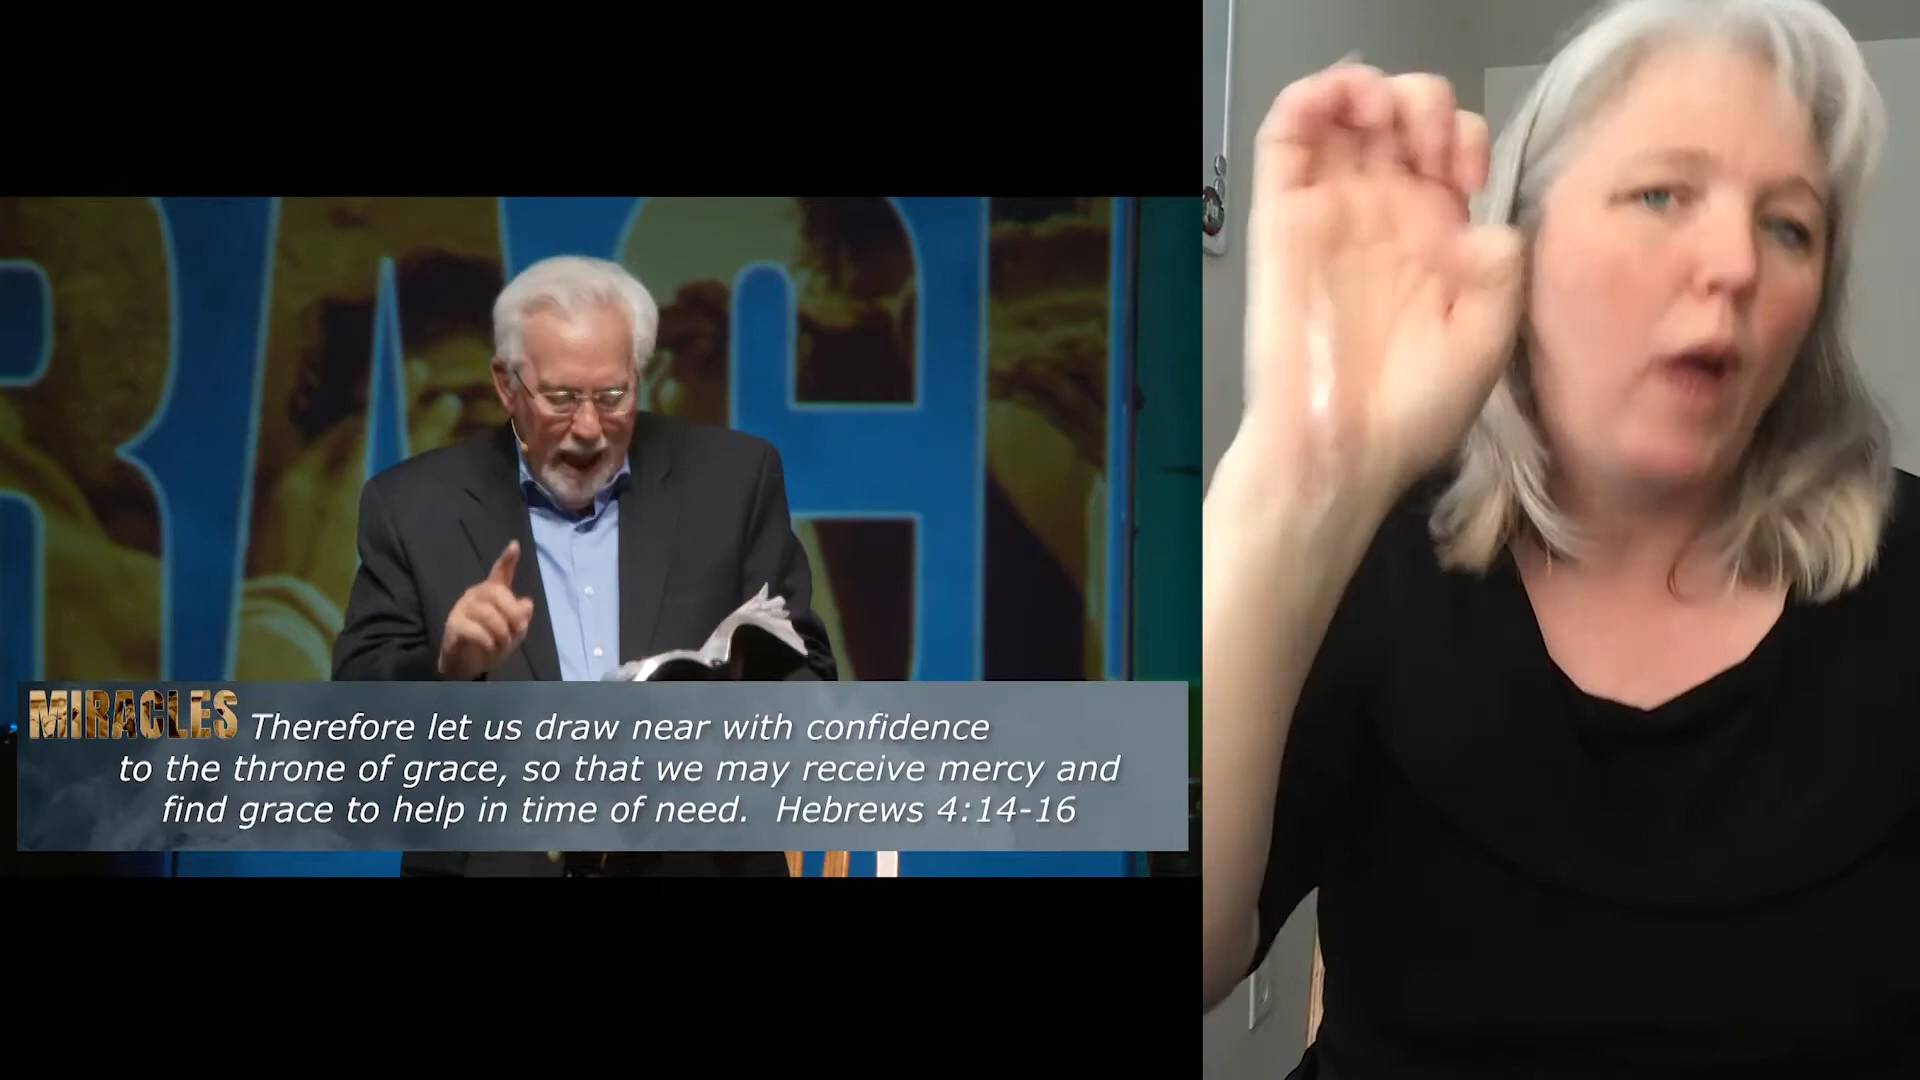 RACL
MIRACLES Therefore let us draw near with confidence
to the throne of grace, so that we may receive mercy and
find grace to help in time of need. Hebrews 4:14-16